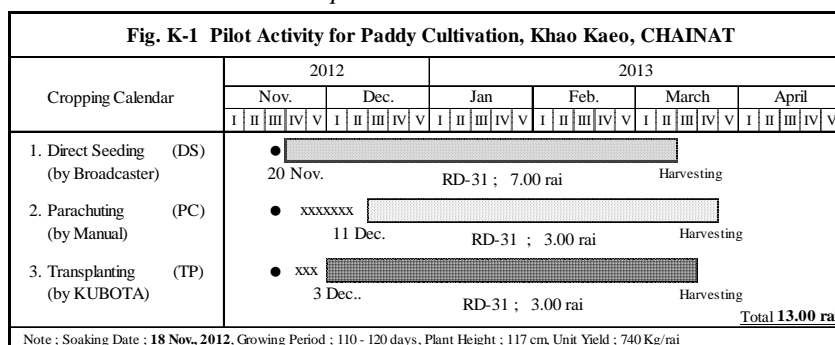 Fig. K-1 Pilot Activity for Paddy Cultivation, Khao Kaeo, CHAINAT
Cropping Calendar
2012 2013
Nov. Dec. Jan Feb. March April
I II III IV V I II III IV V I II III IV V I II III IV V I II III IV V I II III IV V
1. Direct Seeding (DS)
(by Broadcaster)
20 Nov. RD-31 ; 7.00 rai Harvesting
2. Parachuting (PC) xxxxxxx
(by Manual)
11 Dec. RD-31 ; 3.00 rai Harvesting
3. Transplanting (TP) xxx
(by KUBOTA)
3 Dec.. RD-31 ; 3.00 rai Harvesting
Total 13.00 rai
Note ; Soaking Date ; 18 Nov., 2012, Growing Period ; 110 - 120 days, Plant Height ; 117 cm, Unit Yield ; 740 Kg/rai